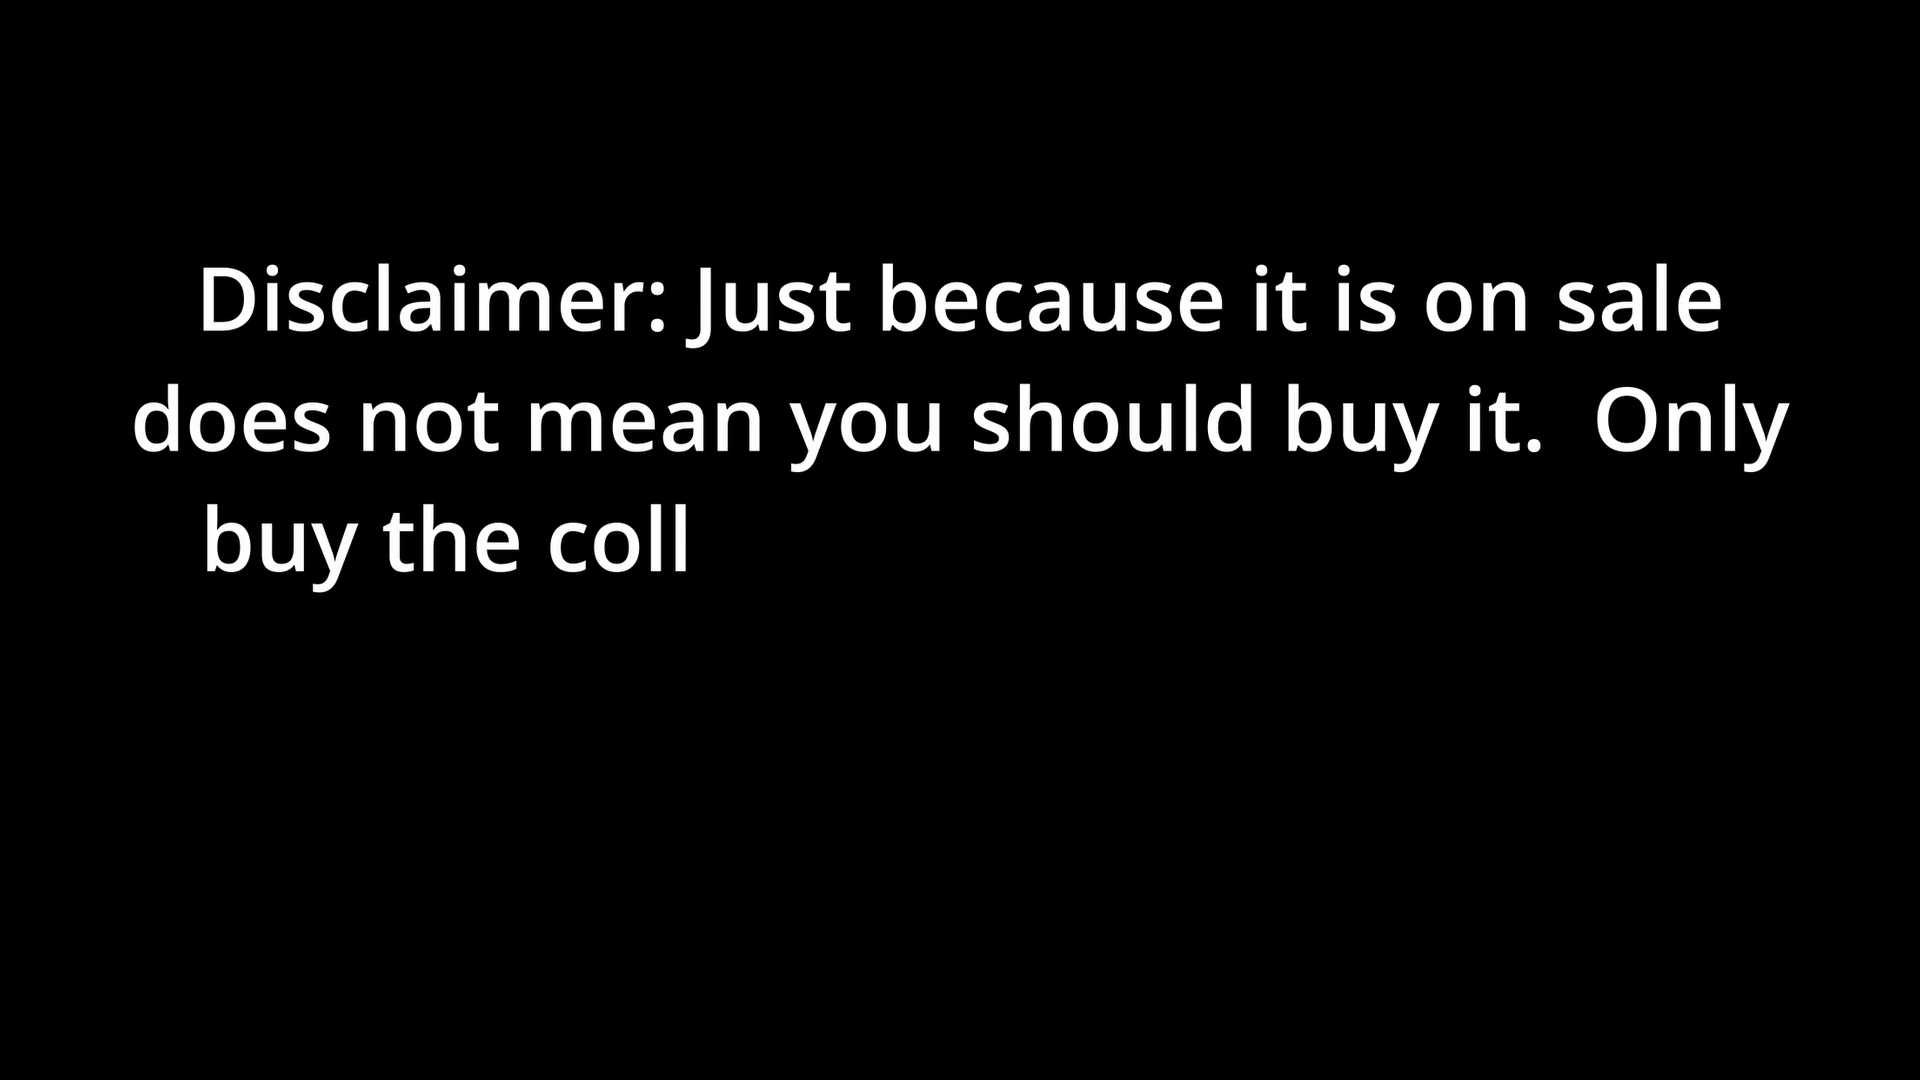 Disclaimer: Just because it is on sale
does not mean you should buy it.  Only
buy the coll